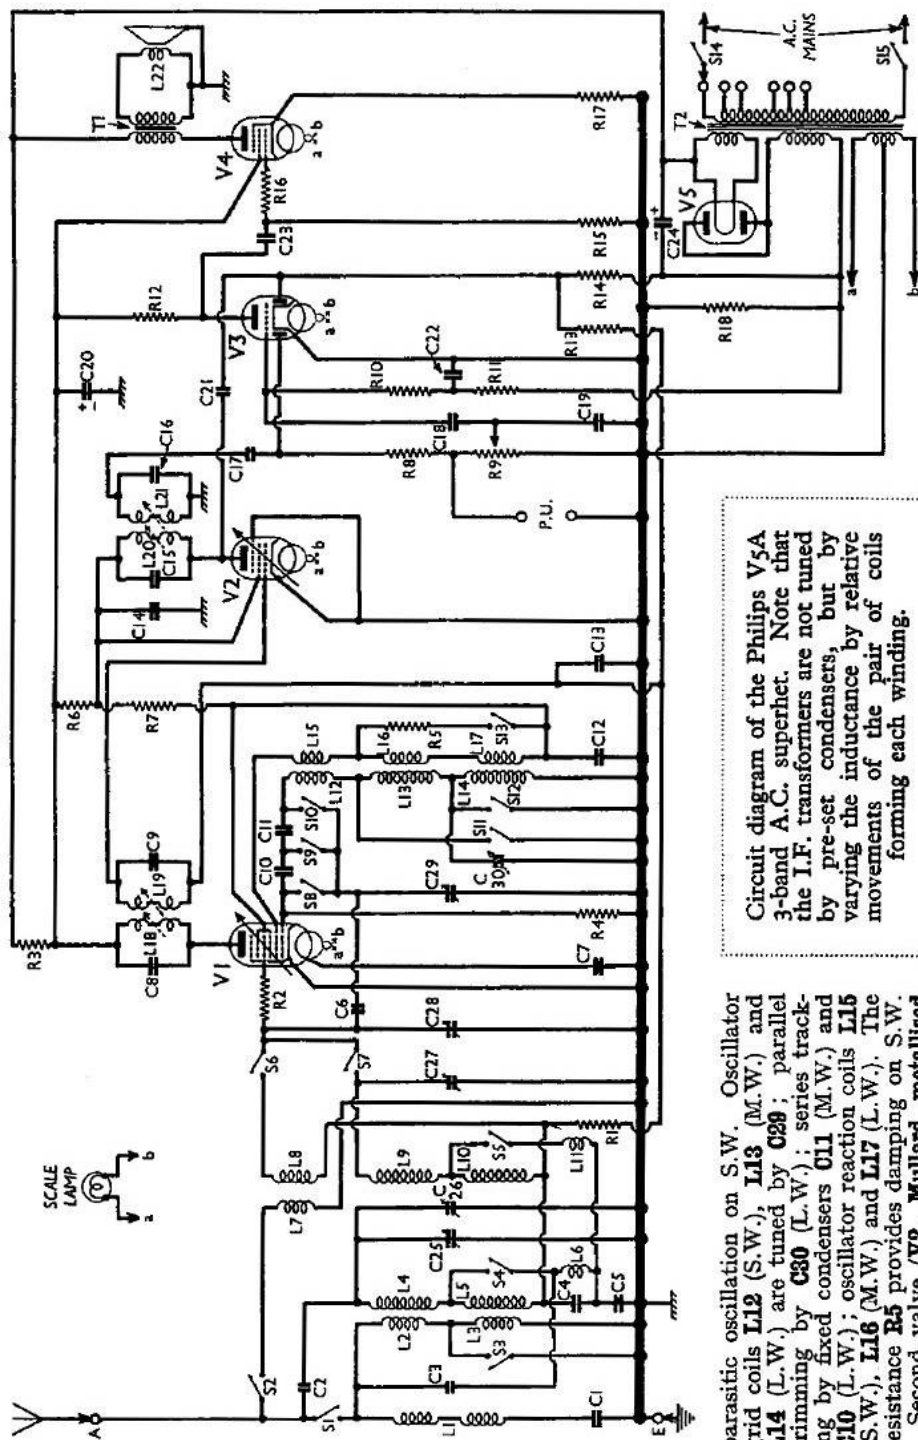 SCALE
LAMP
a
b
A
R3
R6
C20
+
-
T1
L22
C8
L18
L19
C9
R7
C14
L20
C15
L21
C16
R12
V1
V2
V3
V4
a b
a b
a b
a b
S2
S6
R2
C10
C11
L15
C17
C21
C23
R16
C2
L7
L8
S7
C6
S8
S9
S10
L12
L16
R5
R10
C22
S1
L2
L4
C25
C26
L9
C27
C28
C29
C30
L13
L17
S13
R8
C18
R11
C3
L3
L5
L10
S3
S4
S5
S11
L14
S12
P.U.
R9
L1
L6
L11
C4
C1
C5
R1
C7
R4
C12
C13
C19
R13
R14
R15
R17
E
C24
- +
R18
V5
T2
S14
S15
A.C.
MAINS
a
b
parasitic oscillation on S.W. Oscillator
grid coils L12 (S.W.), L13 (M.W.) and
L14 (L.W.) are tuned by C29; parallel
trimming by C30 (L.W.); series track-
ing by fixed condensers C11 (M.W.) and
C10 (L.W.); oscillator reaction coils L15
(S.W.), L16 (M.W.) and L17 (L.W.). The
resistance R5 provides damping on S.W.
Second valve (V2, Mullard metallised
Circuit diagram of the Philips V5A
3-band A.C. superhet. Note that
the I.F. transformers are not tuned
by pre-set condensers, but by
varying the inductance by relative
movements of the pair of coils
forming each winding.